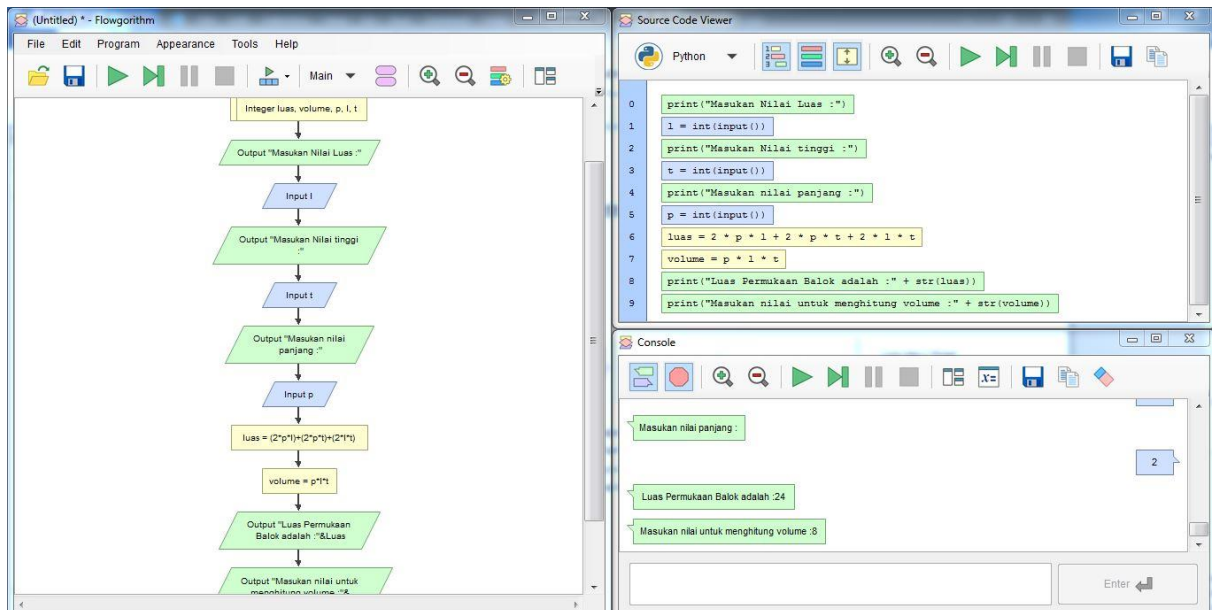 (Untitled) * - Flowgorithm
File Edit Program Appearance Tools Help
Main
Integer luas, volume, p, l, t
Output "Masukan Nilai Luas :"
Input l
Output "Masukan Nilai tinggi
:"
Input t
Output "Masukan nilai
panjang :"
Input p
luas = (2*p*l)+(2*p*t)+(2*l*t)
volume = p*l*t
Output "Luas Permukaan
Balok adalah :"&Luas
Output "Masukan nilai untuk
menghitung volume :"&
Source Code Viewer
Python
0 print("Masukan Nilai Luas :")
1 l = int(input())
2 print("Masukan Nilai tinggi :")
3 t = int(input())
4 print("Masukan nilai panjang :")
5 p = int(input())
6 luas = 2 * p * l + 2 * p * t + 2 * l * t
7 volume = p * l * t
8 print("Luas Permukaan Balok adalah :" + str(luas))
9 print("Masukan nilai untuk menghitung volume :" + str(volume))
Console
Masukan nilai panjang :
2
Luas Permukaan Balok adalah :24
Masukan nilai untuk menghitung volume :8
Enter